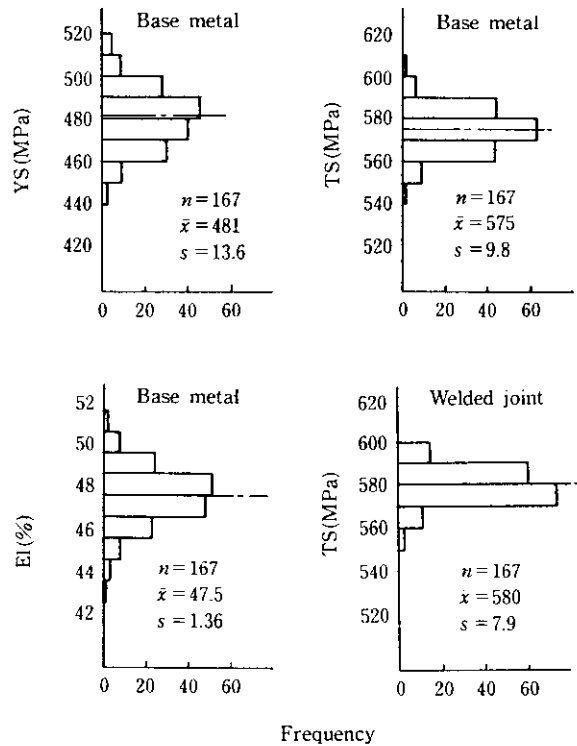 Base metal
YS(MPa)
520
500
480
460
440
420
n=167
x̄=481
s=13.6
0 20 40 60
Base metal
TS(MPa)
620
600
580
560
540
520
n=167
x̄=575
s=9.8
0 20 40 60
Base metal
El(%)
52
50
48
46
44
42
n=167
x̄=47.5
s=1.36
0 20 40 60
Welded joint
TS(MPa)
620
600
580
560
540
520
n=167
x̄=580
s=7.9
0 20 40 60
Frequency